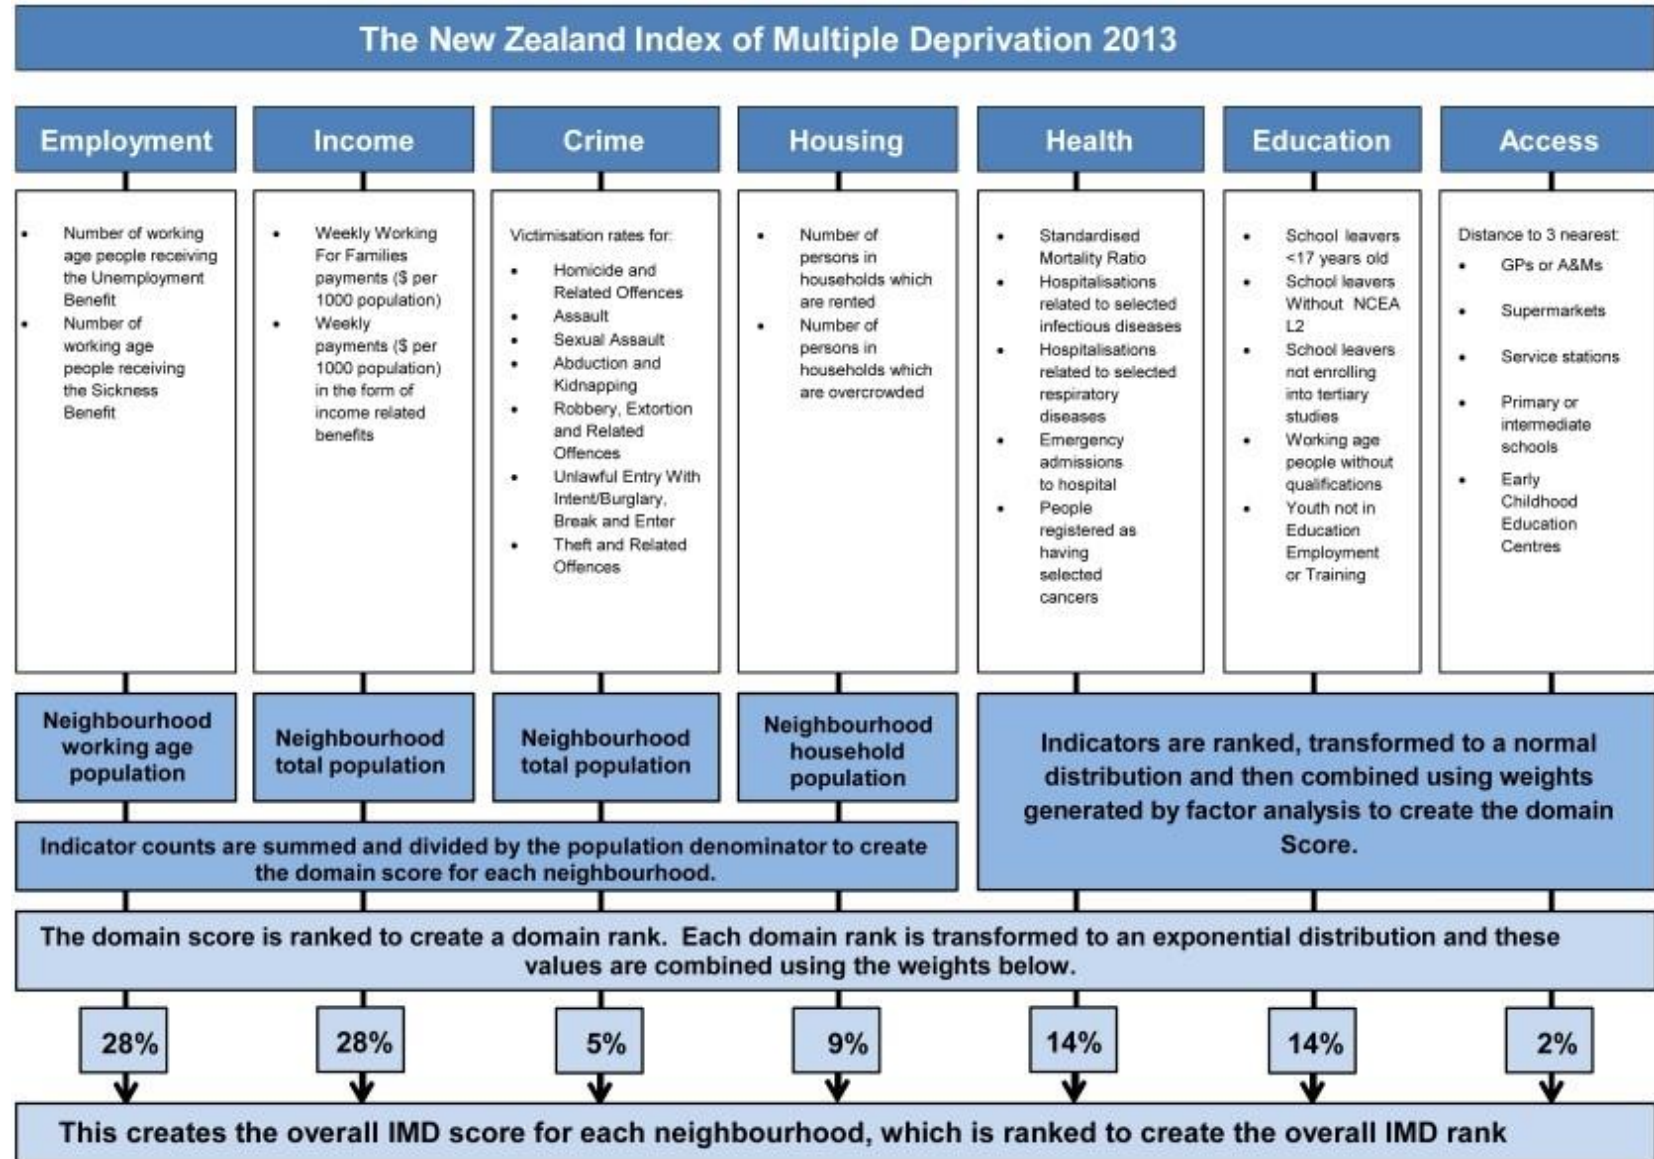 The New Zealand Index of Multiple Deprivation 2013
Employment
Income
Crime
Housing
Health
Education
Access
• Number of working
age people receiving
the Unemployment
Benefit
• Number of
working age
people receiving
the Sickness
Benefit
• Weekly Working
For Families
payments ($ per
1000 population)
• Weekly
payments ($ per
1000 population)
in the form of
income related
benefits
Victimisation rates for:
• Homicide and
Related Offences
• Assault
• Sexual Assault
• Abduction and
Kidnapping
• Robbery, Extortion
and Related
Offences
• Unlawful Entry With
Intent/Burglary,
Break and Enter
• Theft and Related
Offences
• Number of
persons in
households which
are rented
• Number of
persons in
households which
are overcrowded
• Standardised
Mortality Ratio
• Hospitalisations
related to selected
infectious diseases
• Hospitalisations
related to selected
respiratory
diseases
• Emergency
admissions
to hospital
• People
registered as
having
selected
cancers
• School leavers
<17 years old
• School leavers
Without NCEA
L2
• School leavers
not enrolling
into tertiary
studies
• Working age
people without
qualifications
• Youth not in
Education
Employment
or Training
Distance to 3 nearest:
• GPs or A&Ms
• Supermarkets
• Service stations
• Primary or
intermediate
schools
• Early
Childhood
Education
Centres
Neighbourhood
working age
population
Neighbourhood
total population
Neighbourhood
total population
Neighbourhood
household
population
Indicators are ranked, transformed to a normal
distribution and then combined using weights
generated by factor analysis to create the domain
Score.
Indicator counts are summed and divided by the population denominator to create
the domain score for each neighbourhood.
The domain score is ranked to create a domain rank. Each domain rank is transformed to an exponential distribution and these
values are combined using the weights below.
28%
28%
5%
9%
14%
14%
2%
This creates the overall IMD score for each neighbourhood, which is ranked to create the overall IMD rank